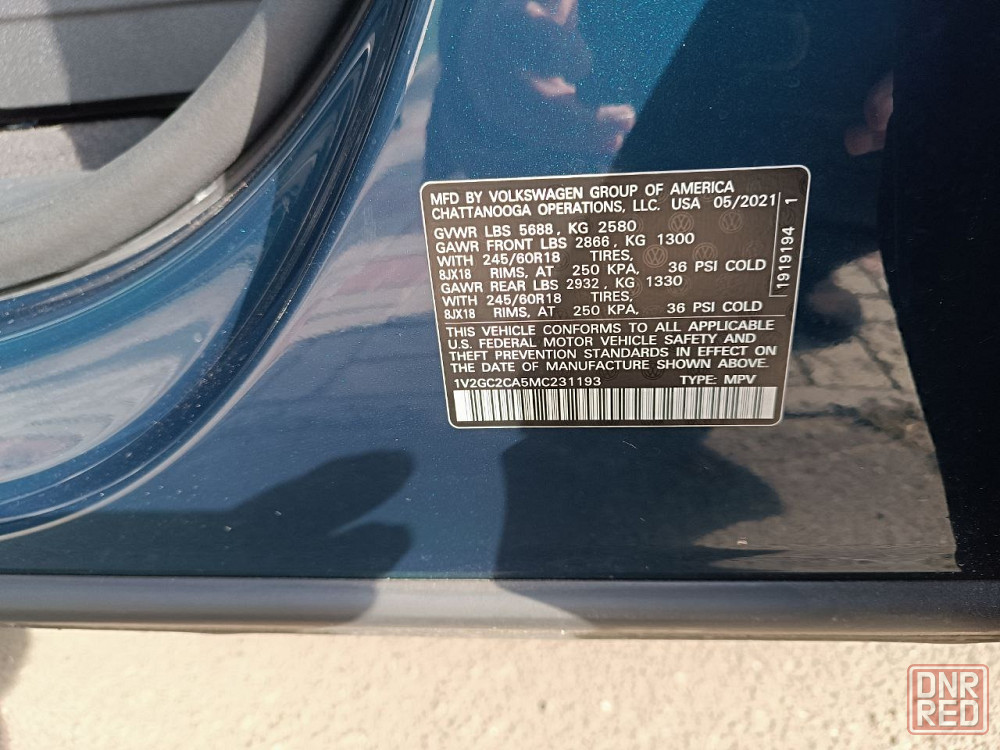 MFD BY VOLKSWAGEN GROUP OF AMERICA
CHATTANOOGA OPERATIONS, LLC. USA 05/2021
GVWR LBS 5688, KG 2580
GAWR FRONT LBS 2866, KG 1300
WITH 245/60R18 TIRES,
8JX18 RIMS, AT 250 KPA, 36 PSI COLD
GAWR REAR LBS 2932, KG 1330
WITH 245/60R18 TIRES,
8JX18 RIMS, AT 250 KPA, 36 PSI COLD
THIS VEHICLE CONFORMS TO ALL APPLICABLE
U.S. FEDERAL MOTOR VEHICLE SAFETY AND
THEFT PREVENTION STANDARDS IN EFFECT ON
THE DATE OF MANUFACTURE SHOWN ABOVE.
1V2GC2CA5MC231193 TYPE: MPV
1919194 1
DNR
RED